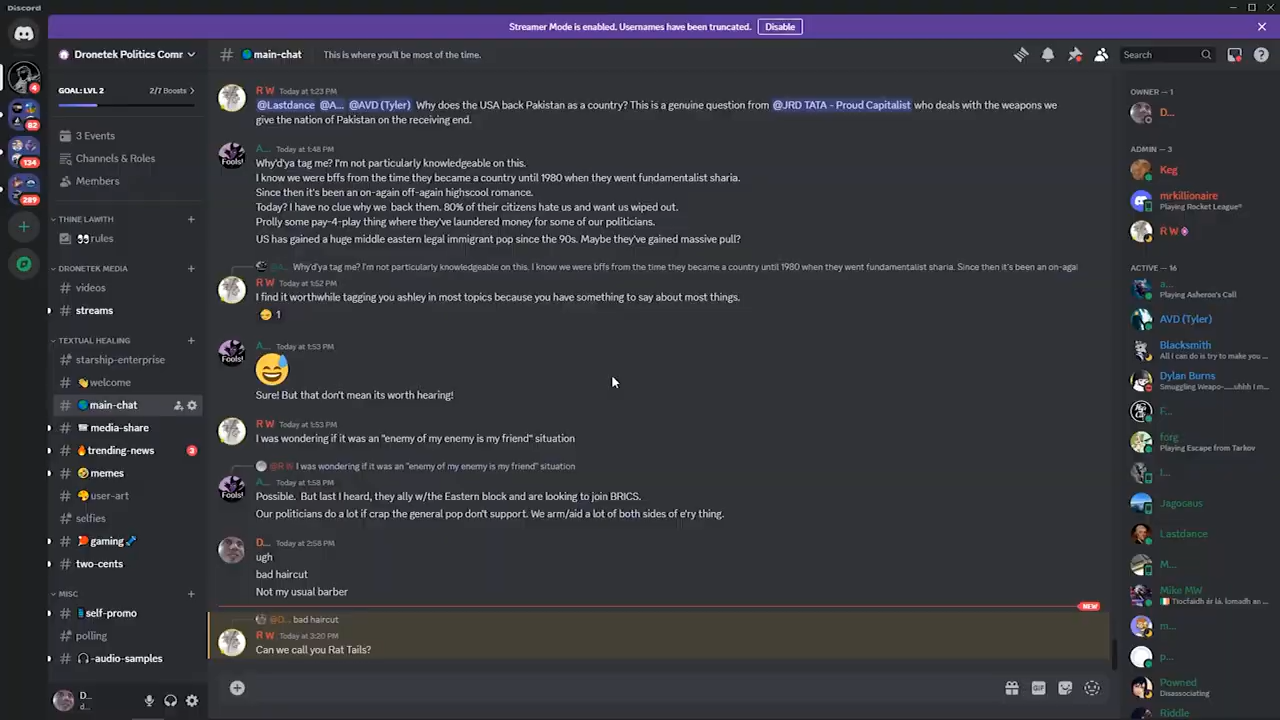 Discord
Streamer Mode is enabled. Usernames have been truncated.
Disable
Dronetek Politics Comr
# main-chat
This is where you'll be most of the time.
Search
GOAL: LVL 2
2/7 Boosts >
3 Events
Channels & Roles
Members
THINE LAWITH
rules
DRONETEK MEDIA
videos
streams
TEXTUAL HEALING
starship-enterprise
welcome
main-chat
media-share
trending-news
3
memes
user-art
selfies
gaming
two-cents
MISC
self-promo
polling
-audio-samples
D...
d...
4
82
134
289
R W Today at 1:23 PM
@Lastdance @A... @AVD (Tyler) Why does the USA back Pakistan as a country? This is a genuine question from @JRD TATA - Proud Capitalist who deals with the weapons we
give the nation of Pakistan on the receiving end.
Fools!
A... Today at 1:48 PM
Why'd'ya tag me? I'm not particularly knowledgeable on this.
I know we were bffs from the time they became a country until 1980 when they went fundamentalist sharia.
Since then it's been an on-again off-again highscool romance.
Today? I have no clue why we back them. 80% of their citizens hate us and want us wiped out.
Prolly some pay-4-play thing where they've laundered money for some of our politicians.
US has gained a huge middle eastern legal immigrant pop since the 90s. Maybe they've gained massive pull?
@A... Why'd'ya tag me? I'm not particularly knowledgeable on this. I know we were bffs from the time they became a country until 1980 when they went fundamentalist sharia. Since then it's been an on-agai
R W Today at 1:52 PM
I find it worthwhile tagging you ashley in most topics because you have something to say about most things.
1
Fools!
A... Today at 1:53 PM
Sure! But that don't mean its worth hearing!
R W Today at 1:53 PM
I was wondering if it was an "enemy of my enemy is my friend" situation
@R W I was wondering if it was an "enemy of my enemy is my friend" situation
Fools!
A... Today at 1:58 PM
Possible. But last I heard, they ally w/the Eastern block and are looking to join BRICS.
Our politicians do a lot if crap the general pop don't support. We arm/aid a lot of both sides of e'ry thing.
D... Today at 2:58 PM
ugh
bad haircut
Not my usual barber
NEW
@D... bad haircut
R W Today at 3:20 PM
Can we call you Rat Tails?
GIF
OWNER — 1
D...
ADMIN — 3
Keg
mrkillionaire
Playing Rocket League®
R W
ACTIVE — 16
a...
Playing Asheron's Call
AVD (Tyler)
Blacksmith
All I can do is try to make you ...
Dylan Burns
Smuggling Weapo-.....shhh I m...
F...
forg
Playing Escape from Tarkov
I...
Jagocaus
Lastdance
M...
Mike MW
Tiocfaidh ár lá, lomadh an ...
m...
p...
Powned
Disassociating
Riddle